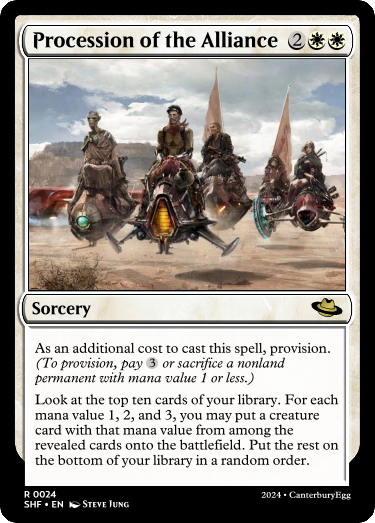 Procession of the Alliance 2
Sorcery
As an additional cost to cast this spell, provision.
(To provision, pay 3 or sacrifice a nonland
permanent with mana value 1 or less.)
Look at the top ten cards of your library. For each
mana value 1, 2, and 3, you may put a creature
card with that mana value from among the
revealed cards onto the battlefield. Put the rest on
the bottom of your library in a random order.
R 0024
SHF • EN Steve Jung
2024 • CanterburyEgg